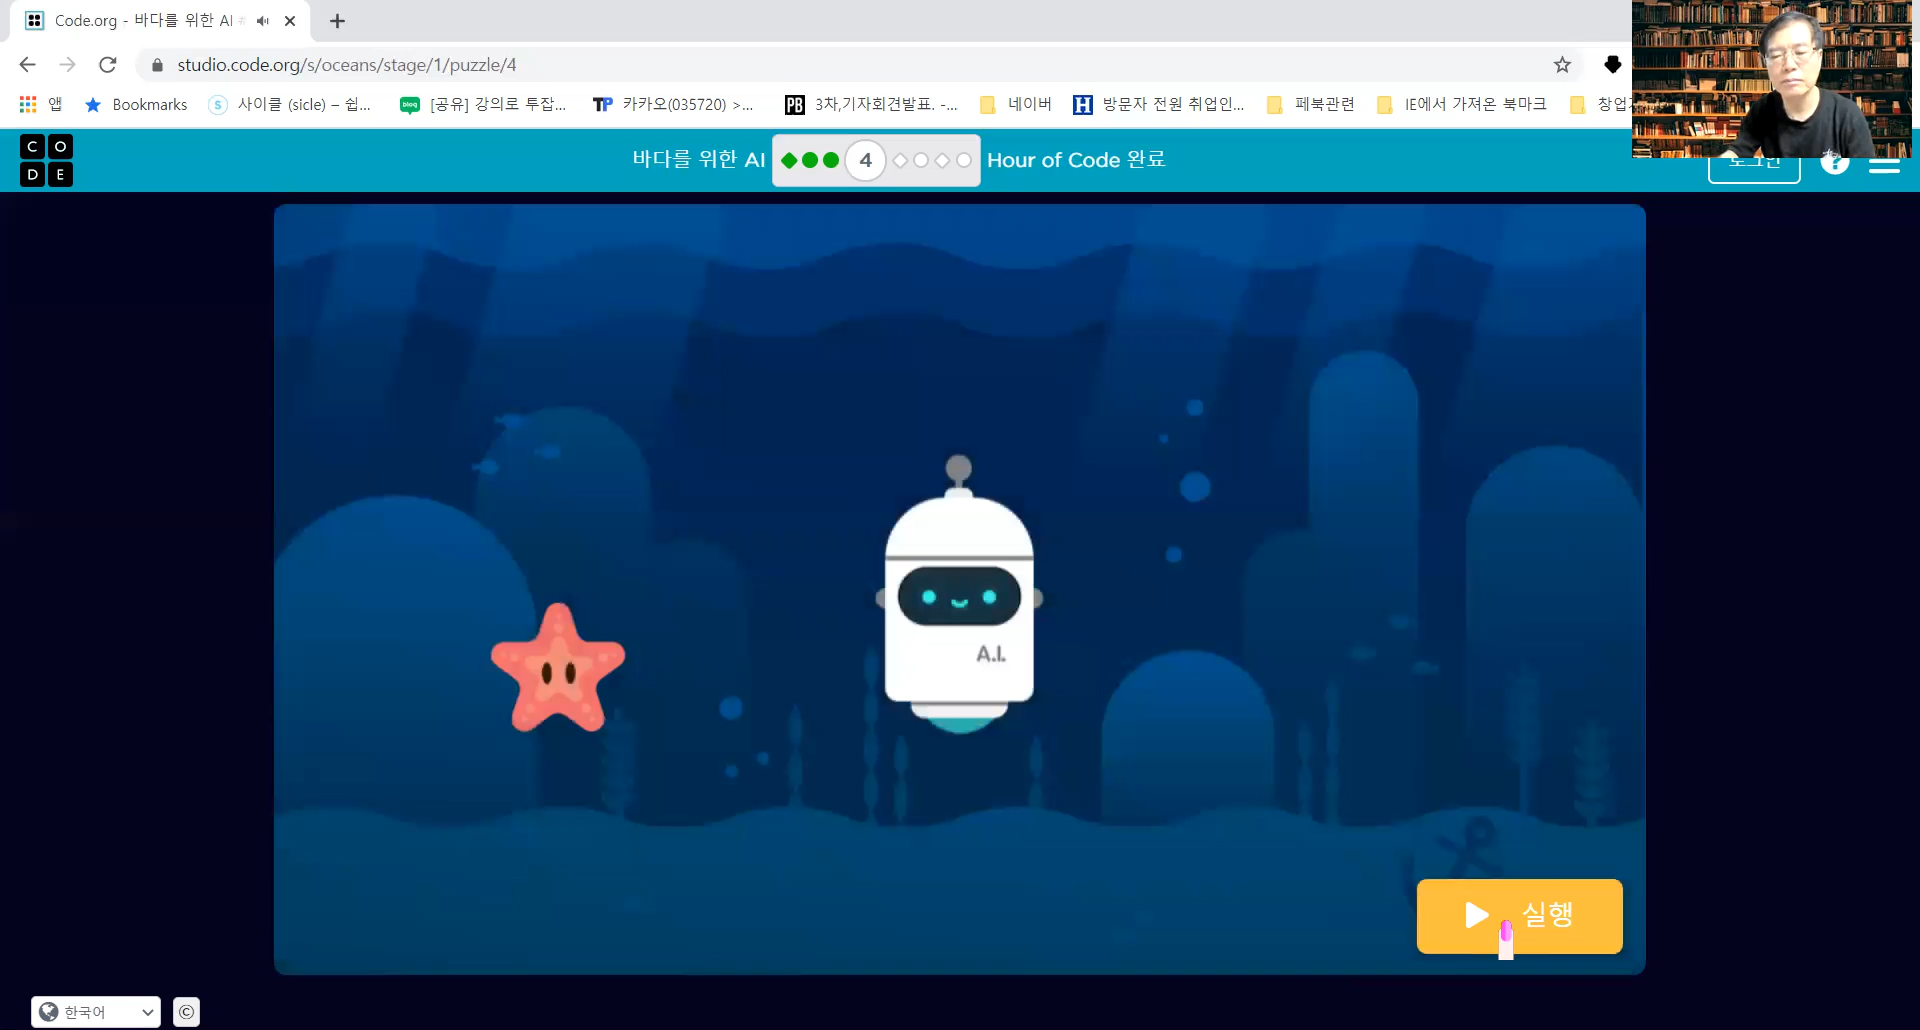 Code.org - 바다를 위한 AI
studio.code.org/s/oceans/stage/1/puzzle/4
앱 Bookmarks 사이클 (sicle) – 쉽... [공유] 강의로 투잡... 카카오(035720) >... 3차,기자회견발표. -... 네이버 방문자 전원 취업인... 페북관련 IE에서 가져온 북마크
CODE 바다를 위한 AI 4 Hour of Code 완료
A.I.
실행
한국어 ©